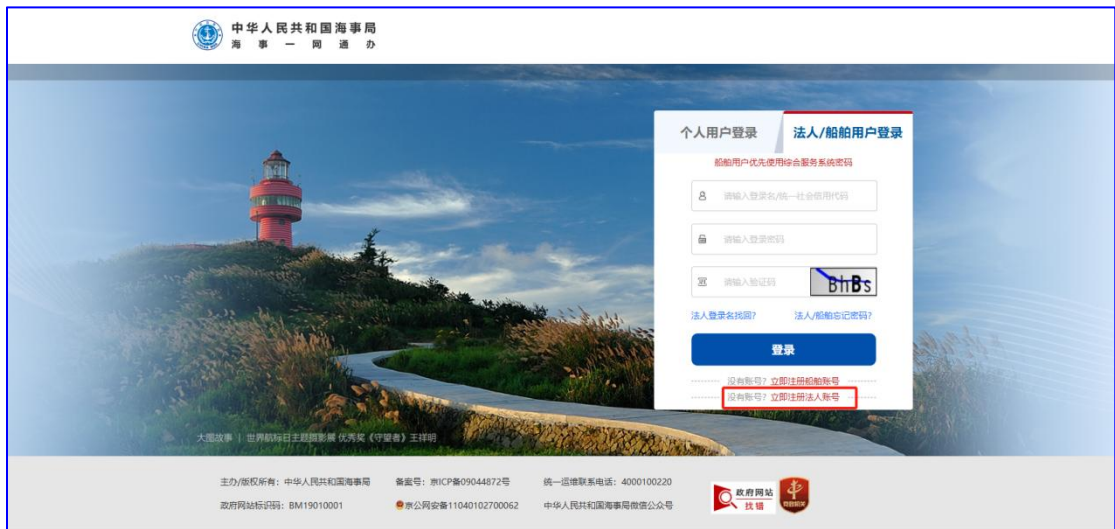 中华人民共和国海事局
海事一网通办
个人用户登录
法人/船舶用户登录
船舶用户优先使用综合服务系统密码
请输入登录名/统一社会信用代码
请输入登录密码
请输入验证码
BhBs
法人登录名找回?
法人/船舶忘记密码?
登录
没有账号? 立即注册船舶账号
没有账号? 立即注册法人账号
大图故事 | 世界航标日主题摄影展 优秀奖《守望者》王祥明
主办/版权所有: 中华人民共和国海事局
备案号: 京ICP备09044872号
统一运维联系电话: 4000100220
政府网站标识码: BM19010001
京公网安备11040102700062
中华人民共和国海事局微信公众号
政府网站
找错
党政机关